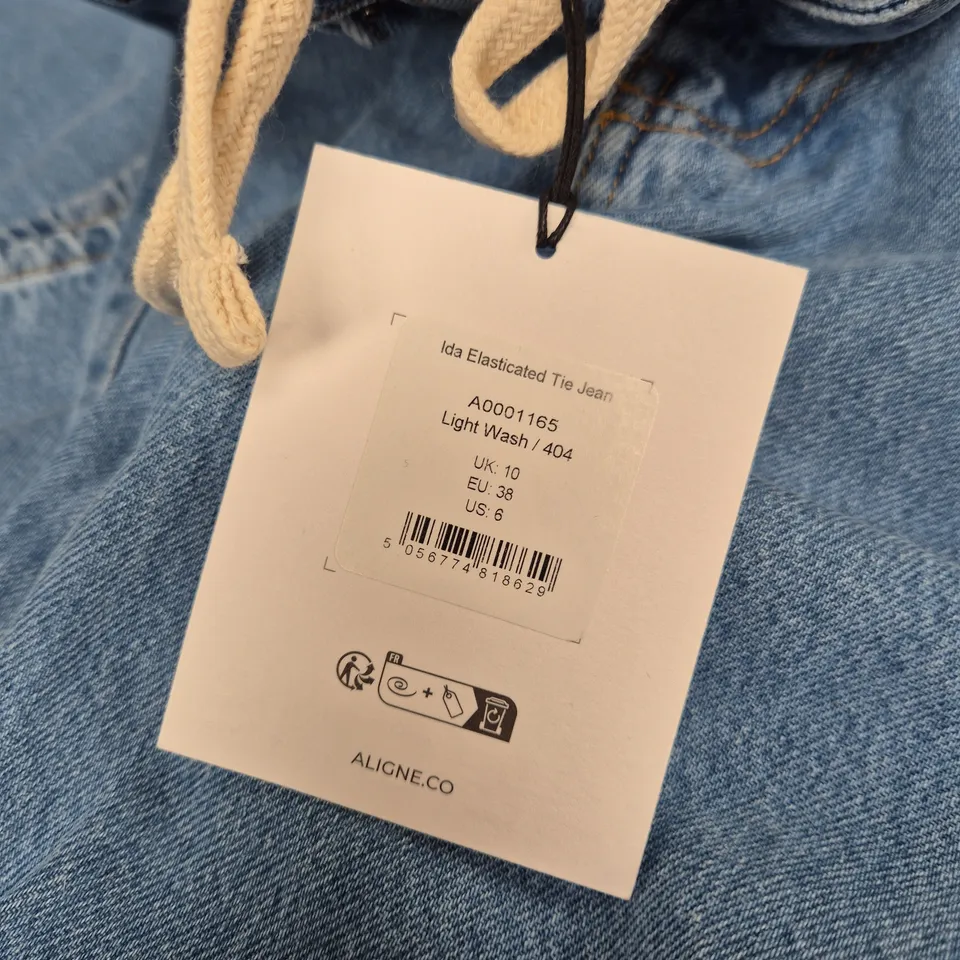 Ida Elasticated Tie Jean
A0001165
Light Wash / 404
UK: 10
EU: 38
US: 6
5 056774 818629
FR
ALIGNE.CO